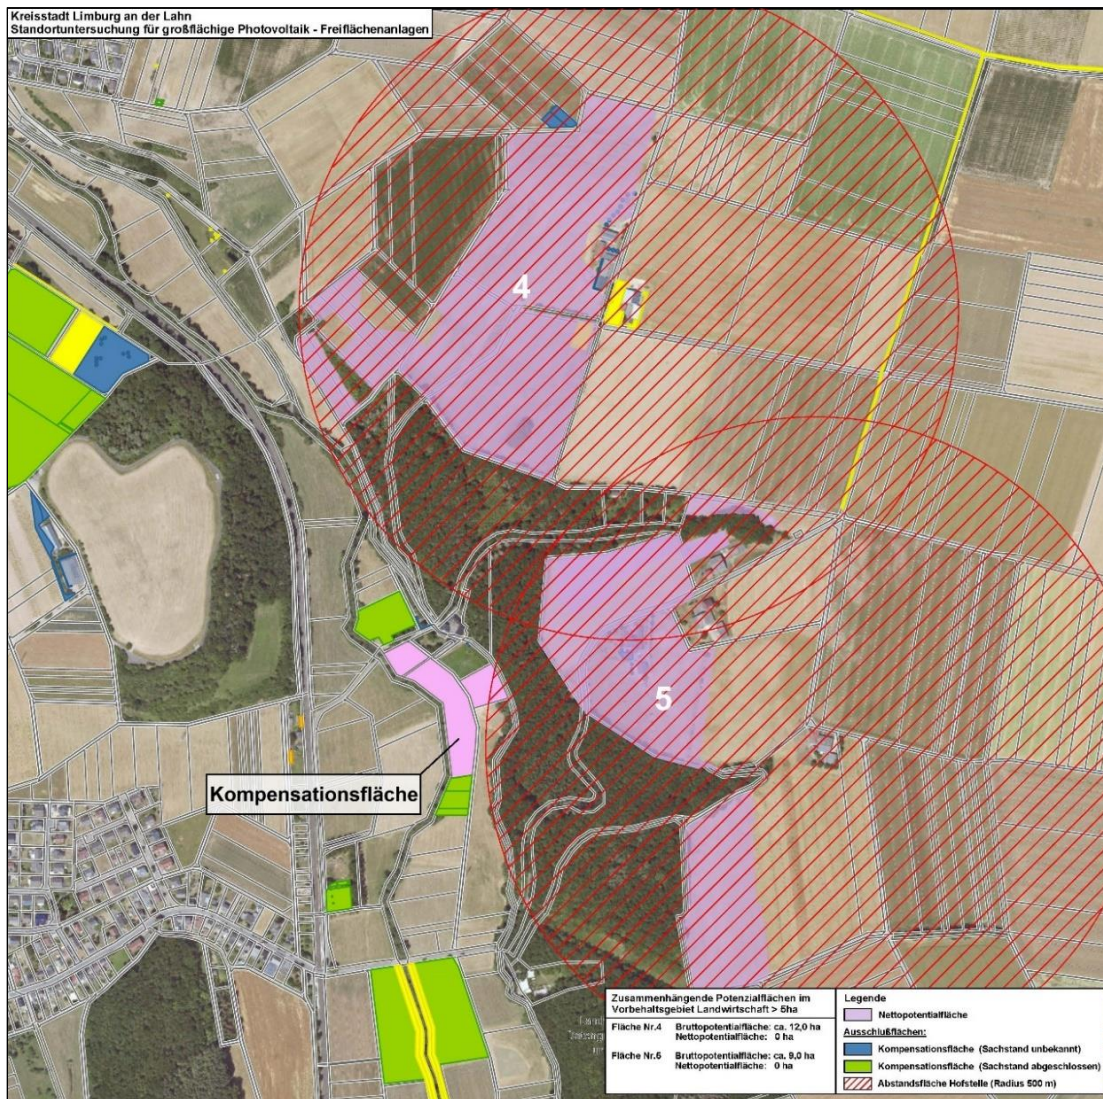 Kreisstadt Limburg an der Lahn
Standortuntersuchung für großflächige Photovoltaik - Freiflächenanlagen
4
5
Kompensationsfläche
Zusammenhängende Potenzialflächen im
Vorbehaltsgebiet Landwirtschaft > 5ha
Fläche Nr.4 Bruttopotentialfläche: ca. 12,0 ha
Nettopotentialfläche: 0 ha
Fläche Nr.5 Bruttopotentialfläche: ca. 9,0 ha
Nettopotentialfläche: 0 ha
Legende
Nettopotentialfläche
Ausschlußflächen:
Kompensationsfläche (Sachstand unbekannt)
Kompensationsfläche (Sachstand abgeschlossen)
Abstandsfläche Hofstelle (Radius 500 m)